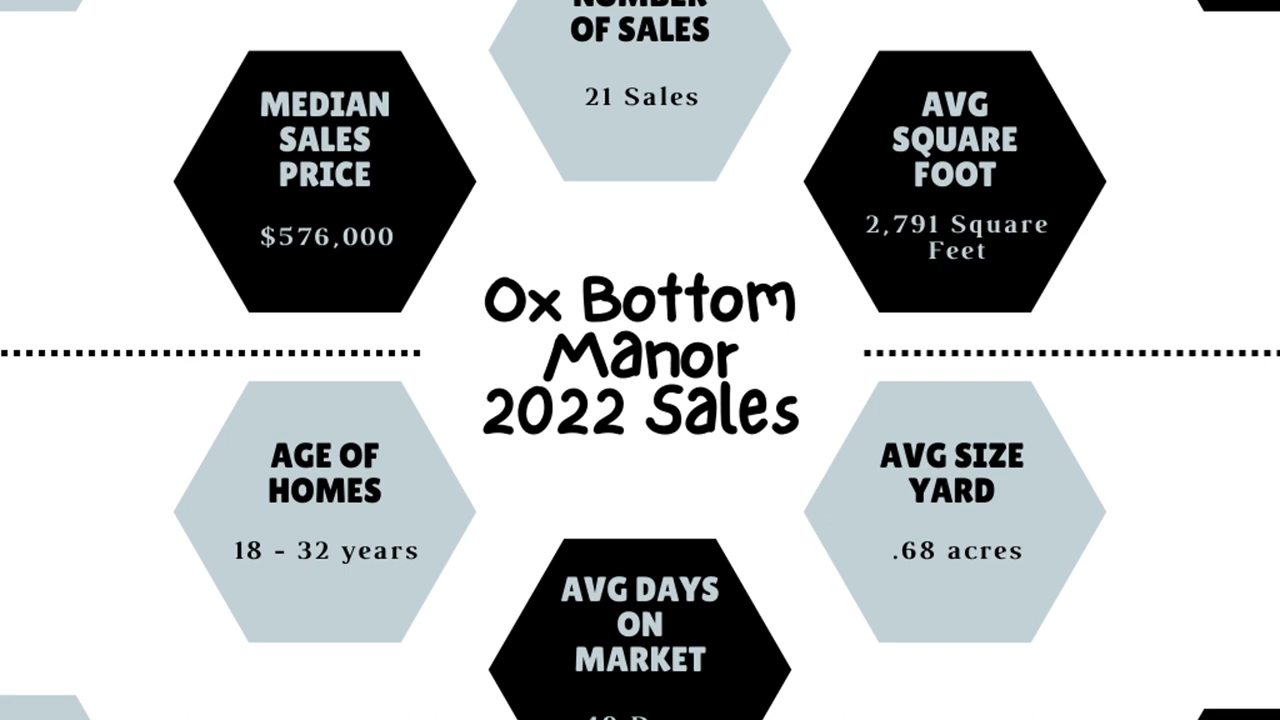 NUMBER
OF SALES
21 Sales
MEDIAN
SALES
PRICE
$576,000
AVG
SQUARE
FOOT
2,791 Square
Feet
Ox Bottom
Manor
2022 Sales
AGE OF
HOMES
18 - 32 years
AVG SIZE
YARD
.68 acres
AVG DAYS
ON
MARKET